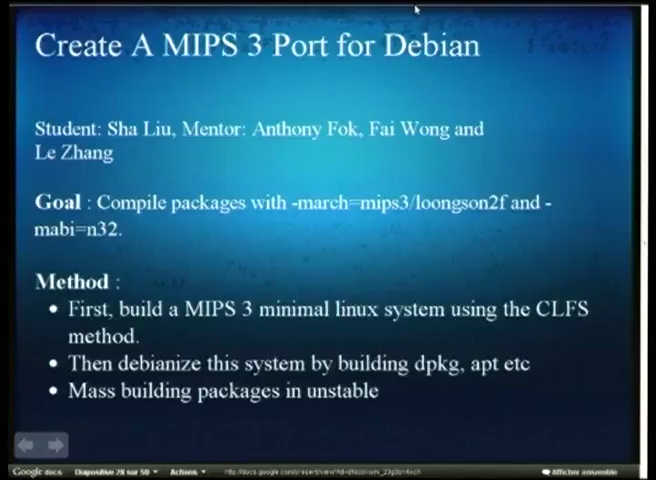 Create A MIPS 3 Port for Debian
Student: Sha Liu, Mentor: Anthony Fok, Fai Wong and
Le Zhang
Goal : Compile packages with -march=mips3/loongson2f and -
mabi=n32.
Method :
• First, build a MIPS 3 minimal linux system using the CLFS
method.
• Then debianize this system by building dpkg, apt etc
• Mass building packages in unstable
Google docs Diapositive 28 sur 50 Actions Afficher ensemble